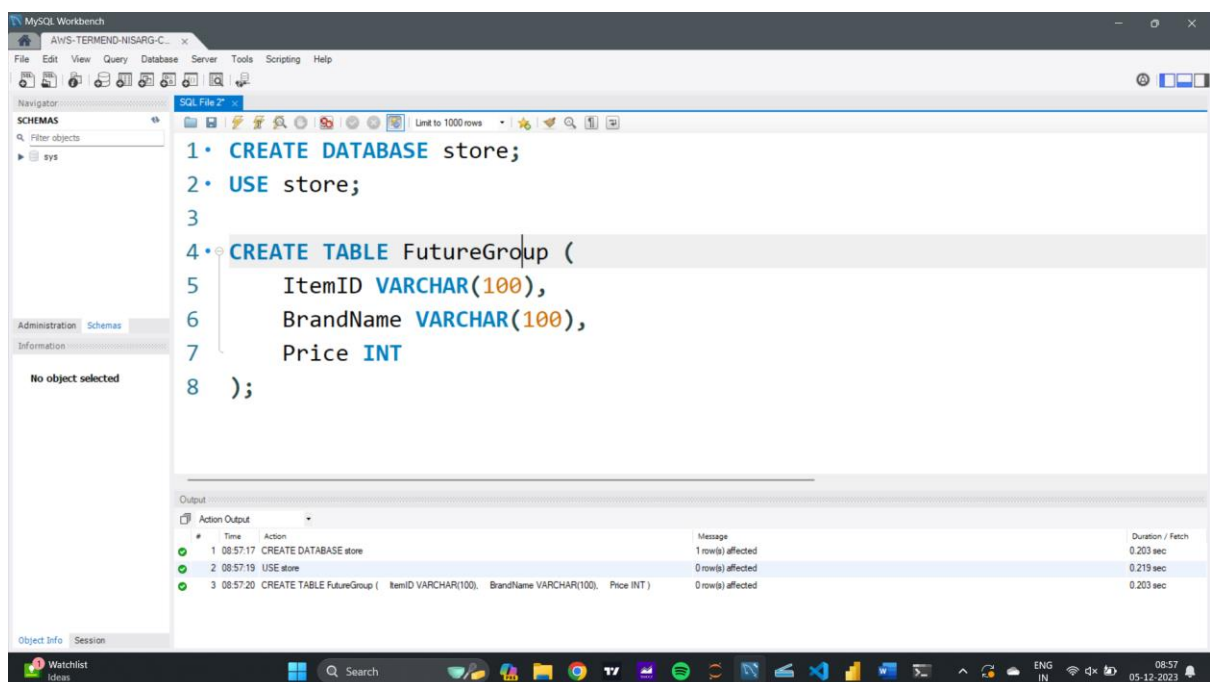 MySQL Workbench
AWS-TERMEND-NISARG-C... ×
File Edit View Query Database Server Tools Scripting Help
Navigator
SQL File 2* ×
SCHEMAS
Limit to 1000 rows
Filter objects
sys
1 CREATE DATABASE store;
2 USE store;
3
4 CREATE TABLE FutureGroup (
5 ItemID VARCHAR(100),
6 BrandName VARCHAR(100),
7 Price INT
8 );
Administration Schemas
Information
No object selected
Output
Action Output
# Time Action Message Duration / Fetch
1 08:57:17 CREATE DATABASE store 1 row(s) affected 0.203 sec
2 08:57:19 USE store 0 row(s) affected 0.219 sec
3 08:57:20 CREATE TABLE FutureGroup ( ItemID VARCHAR(100), BrandName VARCHAR(100), Price INT ) 0 row(s) affected 0.203 sec
Object Info Session
1 Watchlist
Ideas
Search
ENG
IN
08:57
05-12-2023